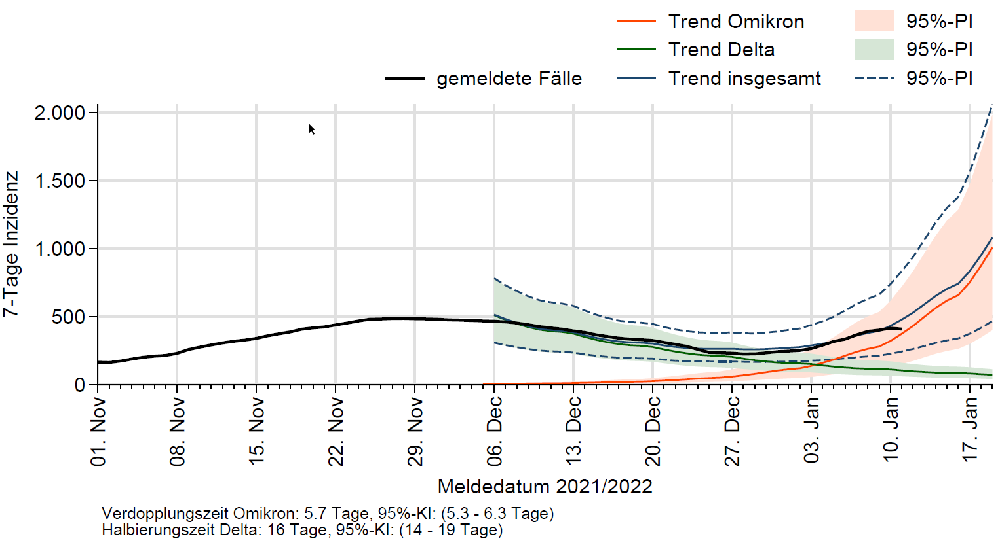 Trend Omikron 95%-PI
Trend Delta 95%-PI
gemeldete Fälle Trend insgesamt 95%-PI
2.000
1.500
1.000
500
0
7-Tage Inzidenz
01. Nov 08. Nov 15. Nov 22. Nov 29. Nov 06. Dec 13. Dec 20. Dec 27. Dec 03. Jan 10. Jan 17. Jan
Meldedatum 2021/2022
Verdopplungszeit Omikron: 5.7 Tage, 95%-KI: (5.3 - 6.3 Tage)
Halbierungszeit Delta: 16 Tage, 95%-KI: (14 - 19 Tage)